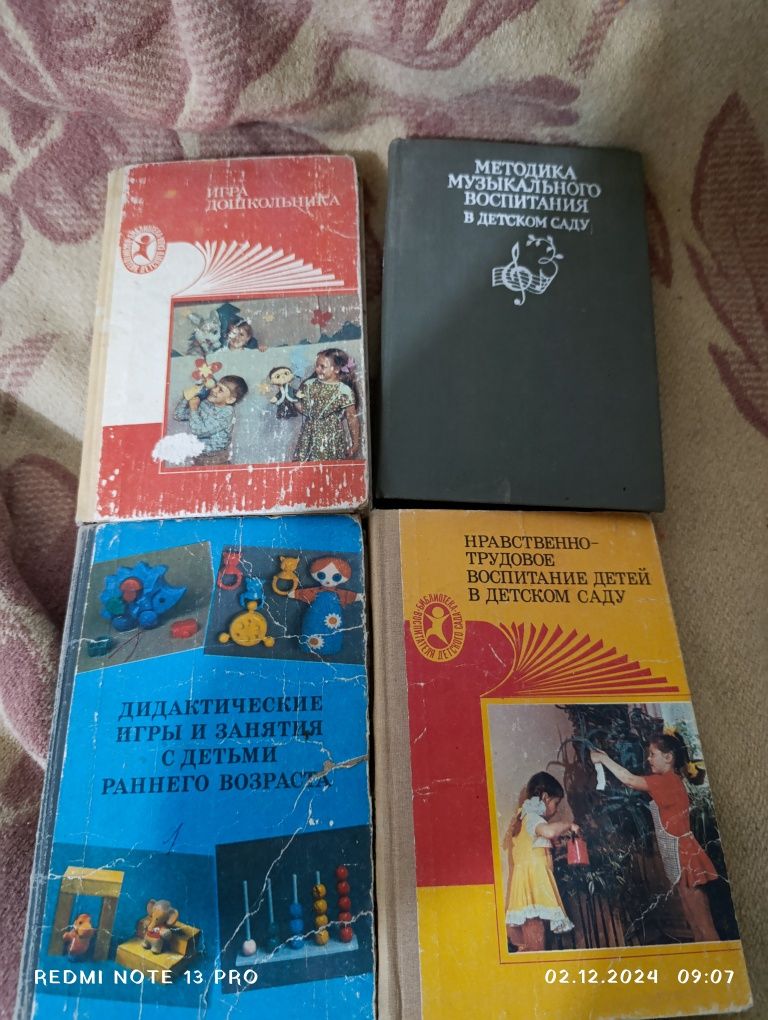 ИГРА
ДОШКОЛЬНИКА
МЕТОДИКА
МУЗЫКАЛЬНОГО
ВОСПИТАНИЯ
В ДЕТСКОМ САДУ
ДИДАКТИЧЕСКИЕ
ИГРЫ И ЗАНЯТИЯ
С ДЕТЬМИ
РАННЕГО ВОЗРАСТА
НРАВСТВЕННО-
ТРУДОВОЕ
ВОСПИТАНИЕ ДЕТЕЙ
В ДЕТСКОМ САДУ
БИБЛИОТЕКА
ВОСПИТАТЕЛЯ ДЕТСКОГО САДА
REDMI NOTE 13 PRO
02.12.2024 09:07